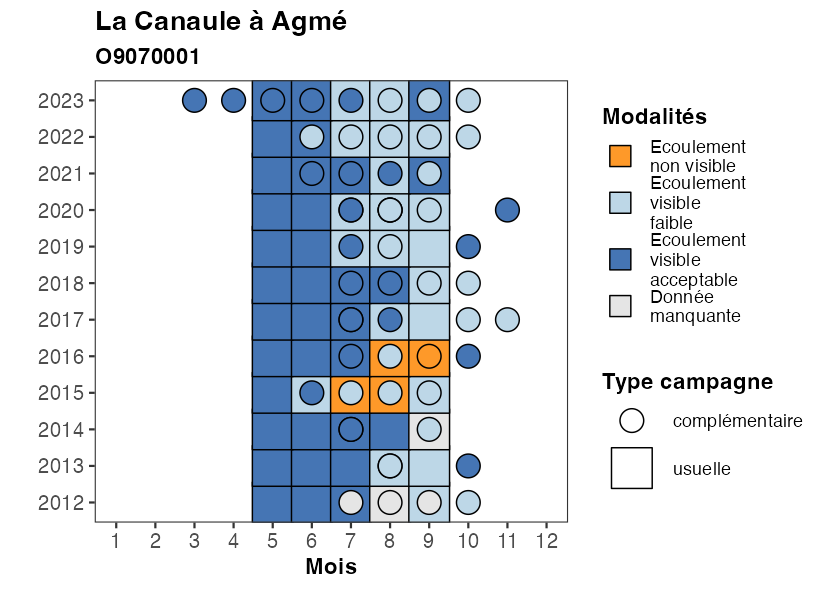 La Canaule à Agmé
O9070001
2023
2022
2021
2020
2019
2018
2017
2016
2015
2014
2013
2012
1 2 3 4 5 6 7 8 9 10 11 12
Mois
Modalités
Ecoulement
non visible
Ecoulement
visible
faible
Ecoulement
visible
acceptable
Donnée
manquante
Type campagne
complémentaire
usuelle